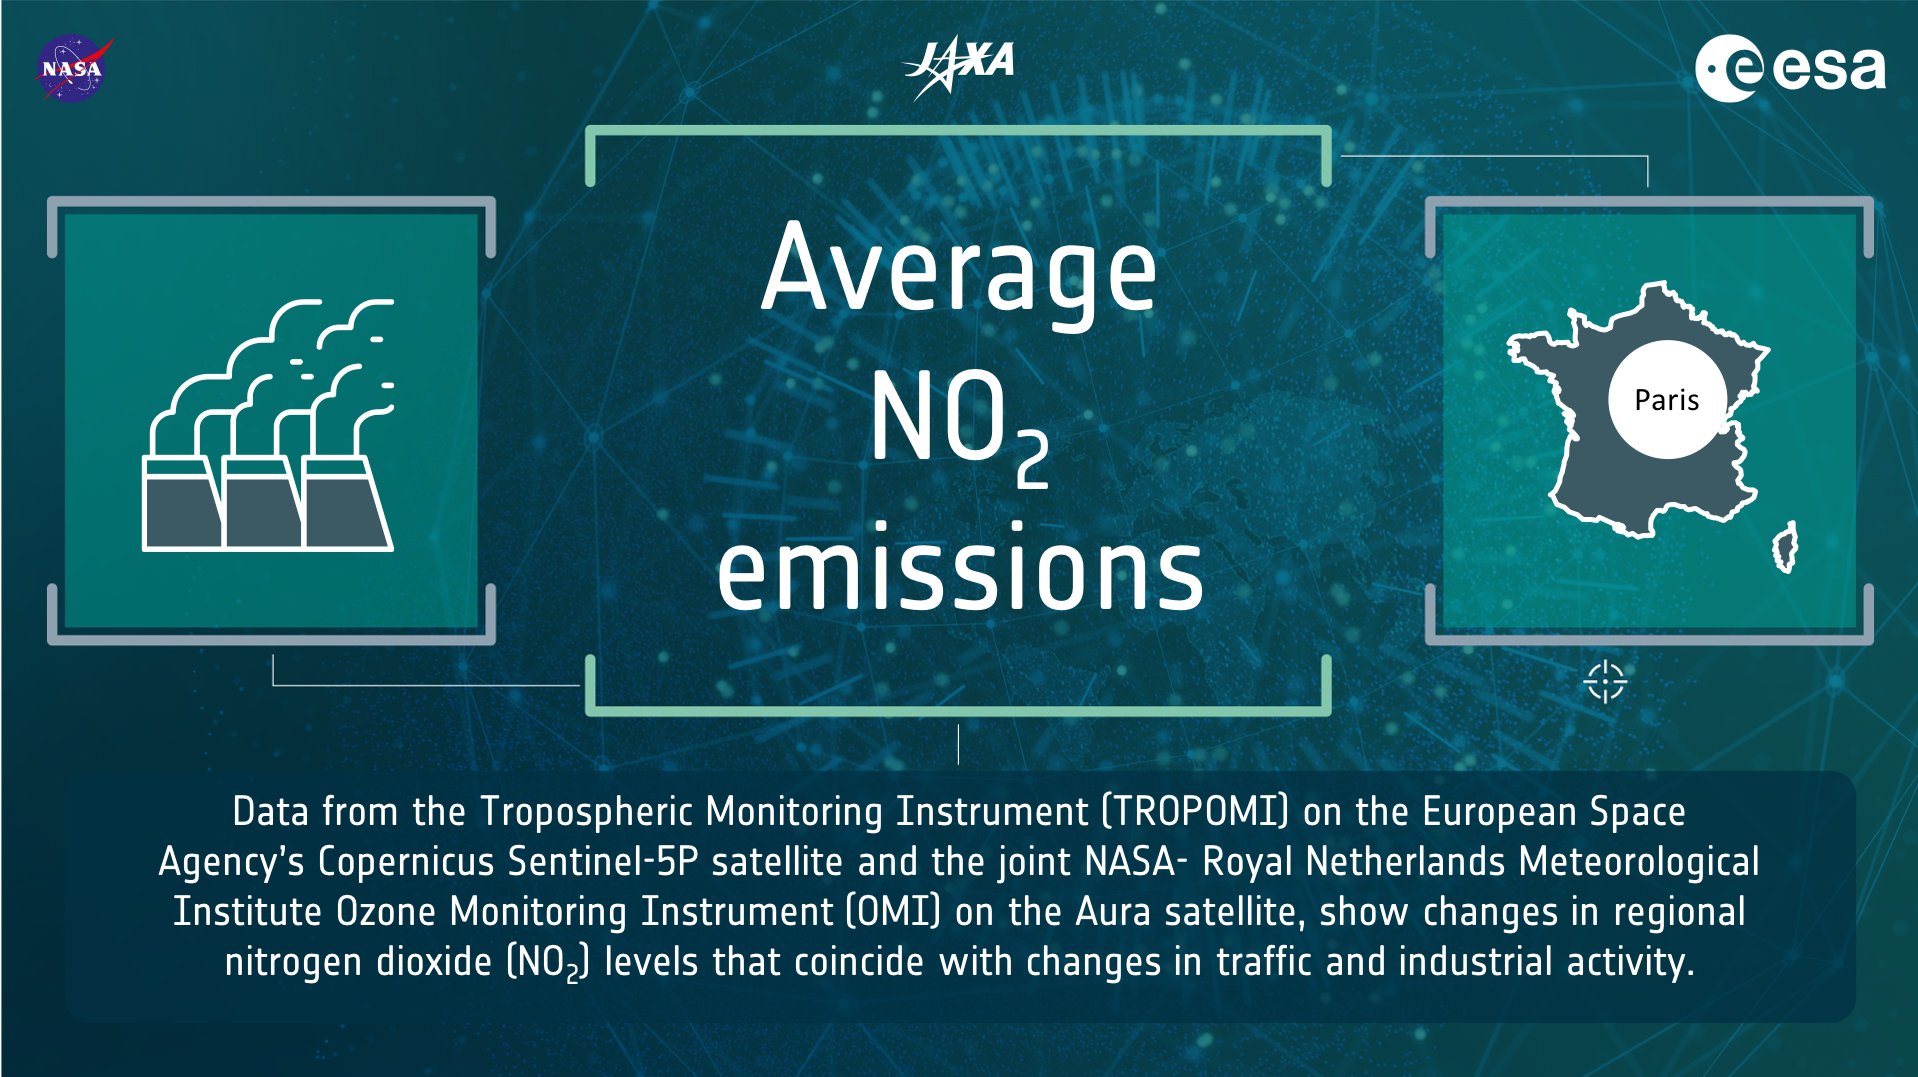 NASA
JAXA
esa
Average
NO₂
emissions
Paris
Data from the Tropospheric Monitoring Instrument (TROPOMI) on the European Space
Agency’s Copernicus Sentinel-5P satellite and the joint NASA- Royal Netherlands Meteorological
Institute Ozone Monitoring Instrument (OMI) on the Aura satellite, show changes in regional
nitrogen dioxide (NO₂) levels that coincide with changes in traffic and industrial activity.